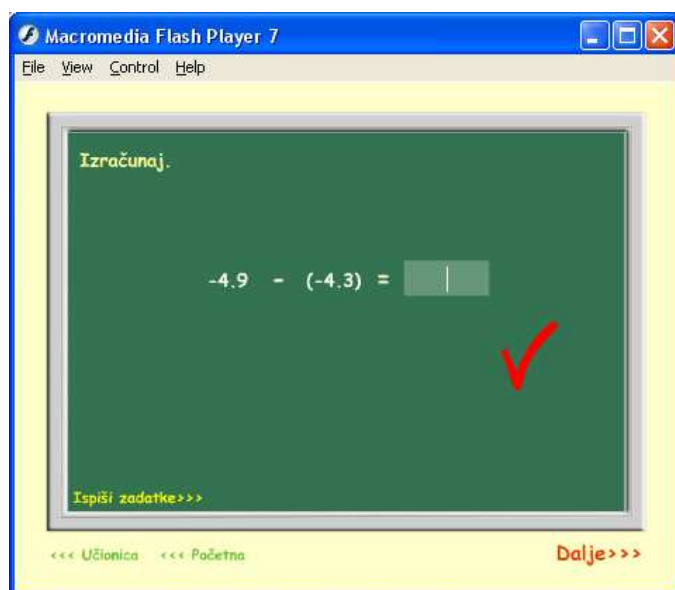 Macromedia Flash Player 7
File View Control Help
Izračunaj.
-4.9 - (-4.3) =
Ispiši zadatke>>>
<<< Učionica <<< Početna Dalje>>>